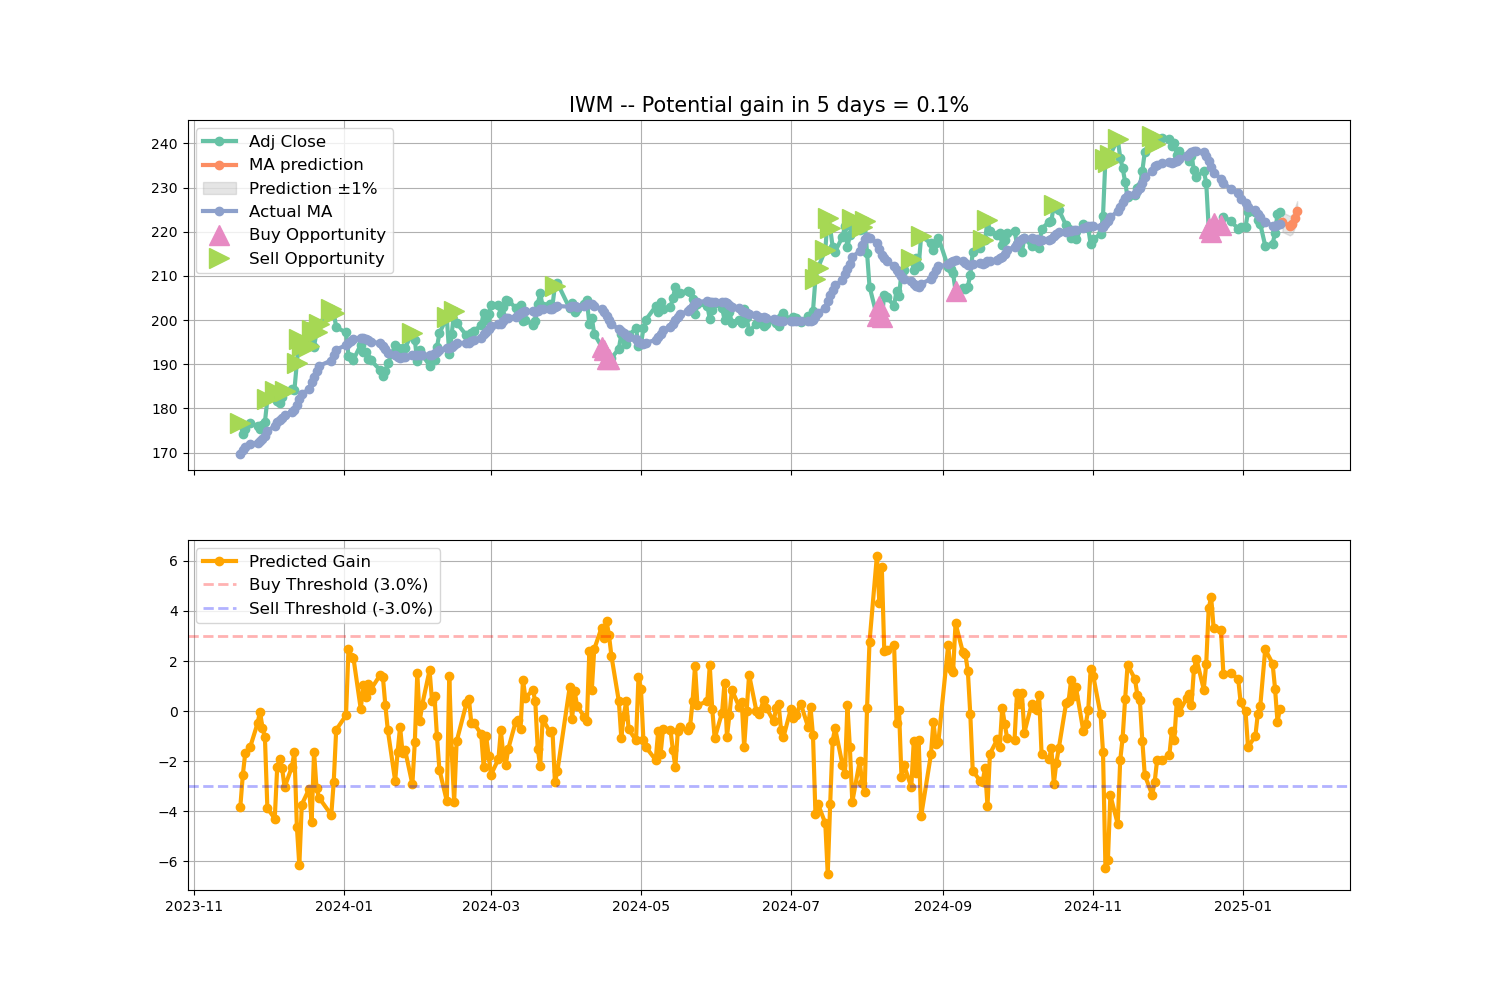 IWM -- Potential gain in 5 days = 0.1%
240
230
220
210
200
190
180
170
Adj Close
MA prediction
Prediction ±1%
Actual MA
Buy Opportunity
Sell Opportunity
6
4
2
0
−2
−4
−6
Predicted Gain
Buy Threshold (3.0%)
Sell Threshold (-3.0%)
2023-11 2024-01 2024-03 2024-05 2024-07 2024-09 2024-11 2025-01